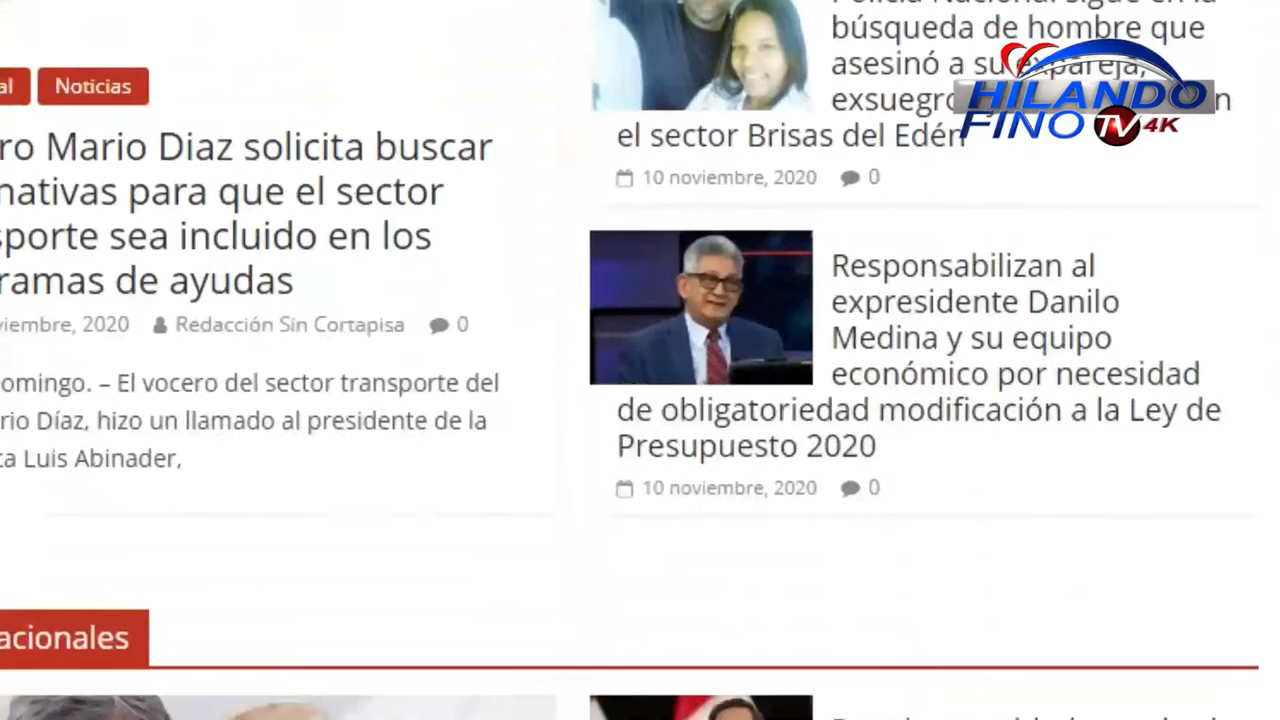 al
Noticias
ro Mario Diaz solicita buscar
nativas para que el sector
sporte sea incluido en los
ramas de ayudas
viembre, 2020 Redacción Sin Cortapisa 0
omingo. – El vocero del sector transporte del
rio Díaz, hizo un llamado al presidente de la
ca Luis Abinader,
búsqueda de hombre que
asesinó a su expareja,
exsuegro
n
el sector Brisas del Edén
10 noviembre, 2020 0
HILANDO
FINO TV 4K
Responsabilizan al
expresidente Danilo
Medina y su equipo
económico por necesidad
de obligatoriedad modificación a la Ley de
Presupuesto 2020
10 noviembre, 2020 0
acionales